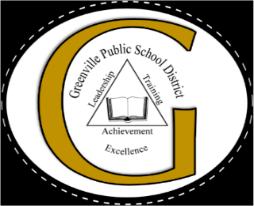 G
Greenville Public School District
Leadership
Training
Achievement
Excellence